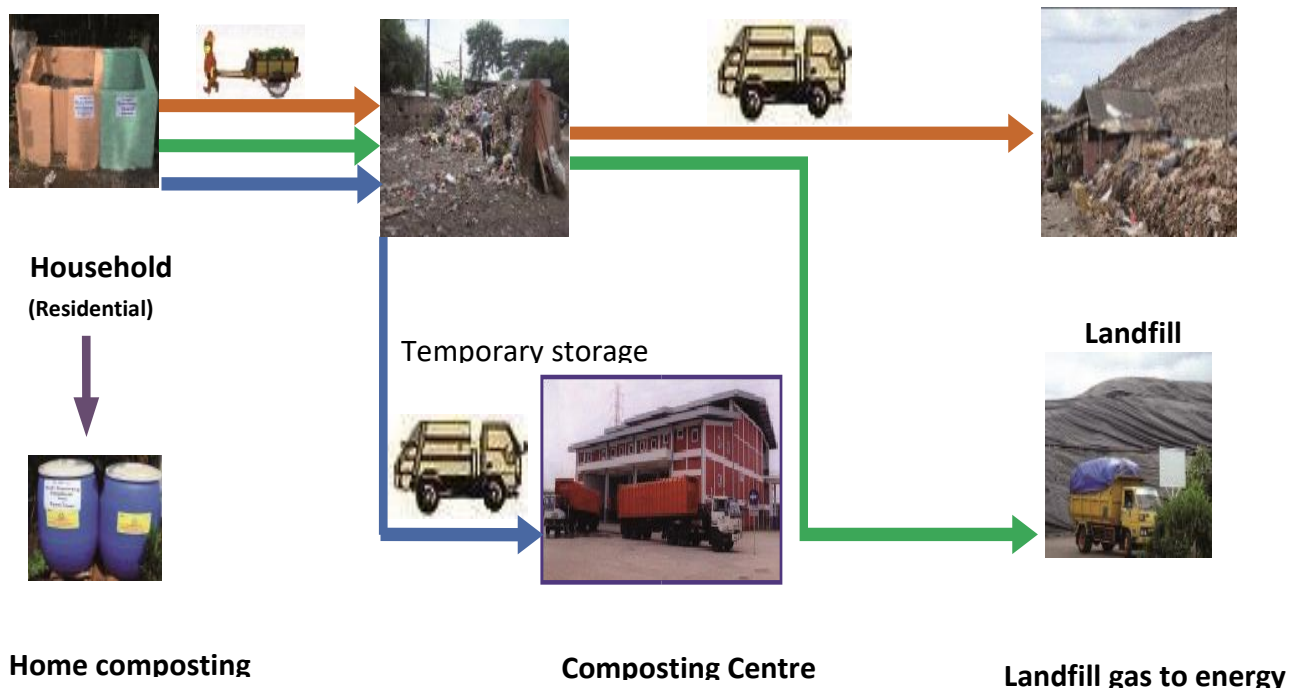 Household
(Residential)
Temporary storage
Landfill
Home composting
Composting Centre
Landfill gas to energy